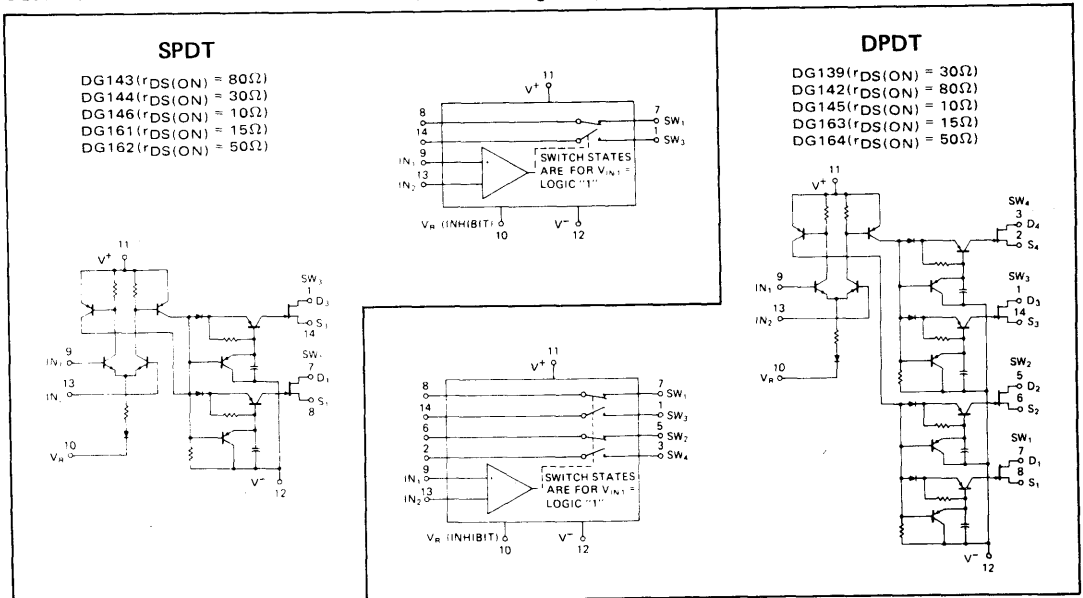 SPDT
DG143(rDS(ON) = 80Ω)
DG144(rDS(ON) = 30Ω)
DG146(rDS(ON) = 10Ω)
DG161(rDS(ON) = 15Ω)
DG162(rDS(ON) = 50Ω)
11
V+
SW3
1
D3
S3
14
SW1
7
D1
S1
8
9
IN1
13
IN2
10
VR
V-
12
11
V+
8
14
9
IN1
13
IN2
7
SW1
1
SW3
SWITCH STATES
ARE FOR VIN1 =
LOGIC "1"
VR (INHIBIT)
10
V-
12
11
V+
8
14
6
2
9
IN1
13
IN2
7
SW1
1
SW3
5
SW2
3
SW4
SWITCH STATES
ARE FOR VIN1 =
LOGIC "1"
VR (INHIBIT)
10
V-
12
DPDT
DG139(rDS(ON) = 30Ω)
DG142(rDS(ON) = 80Ω)
DG145(rDS(ON) = 10Ω)
DG163(rDS(ON) = 15Ω)
DG164(rDS(ON) = 50Ω)
11
V+
SW4
3
D4
2
S4
SW3
1
D3
14
S3
SW2
5
D2
6
S2
SW1
7
D1
8
S1
9
IN1
13
IN2
10
VR
V-
12